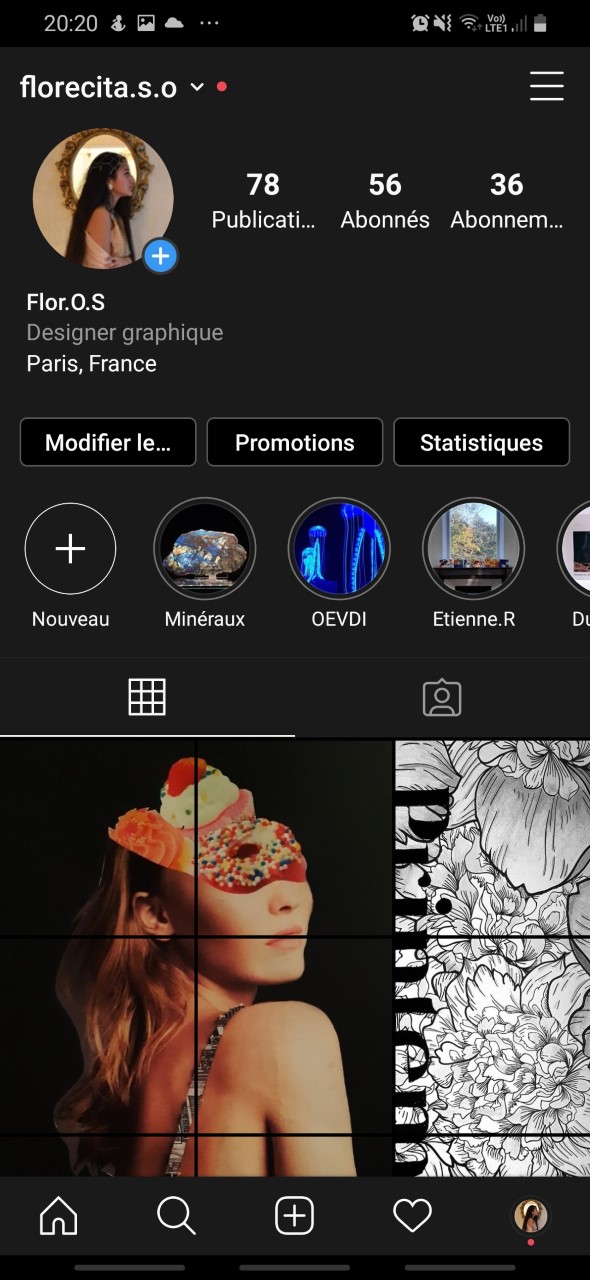 20:20
Vo))
LTE1
florecita.s.o
78 56 36
Publicati... Abonnés Abonnem...
Flor.O.S
Designer graphique
Paris, France
Modifier le... Promotions Statistiques
Nouveau Minéraux OEVDI Etienne.R Du
Printem